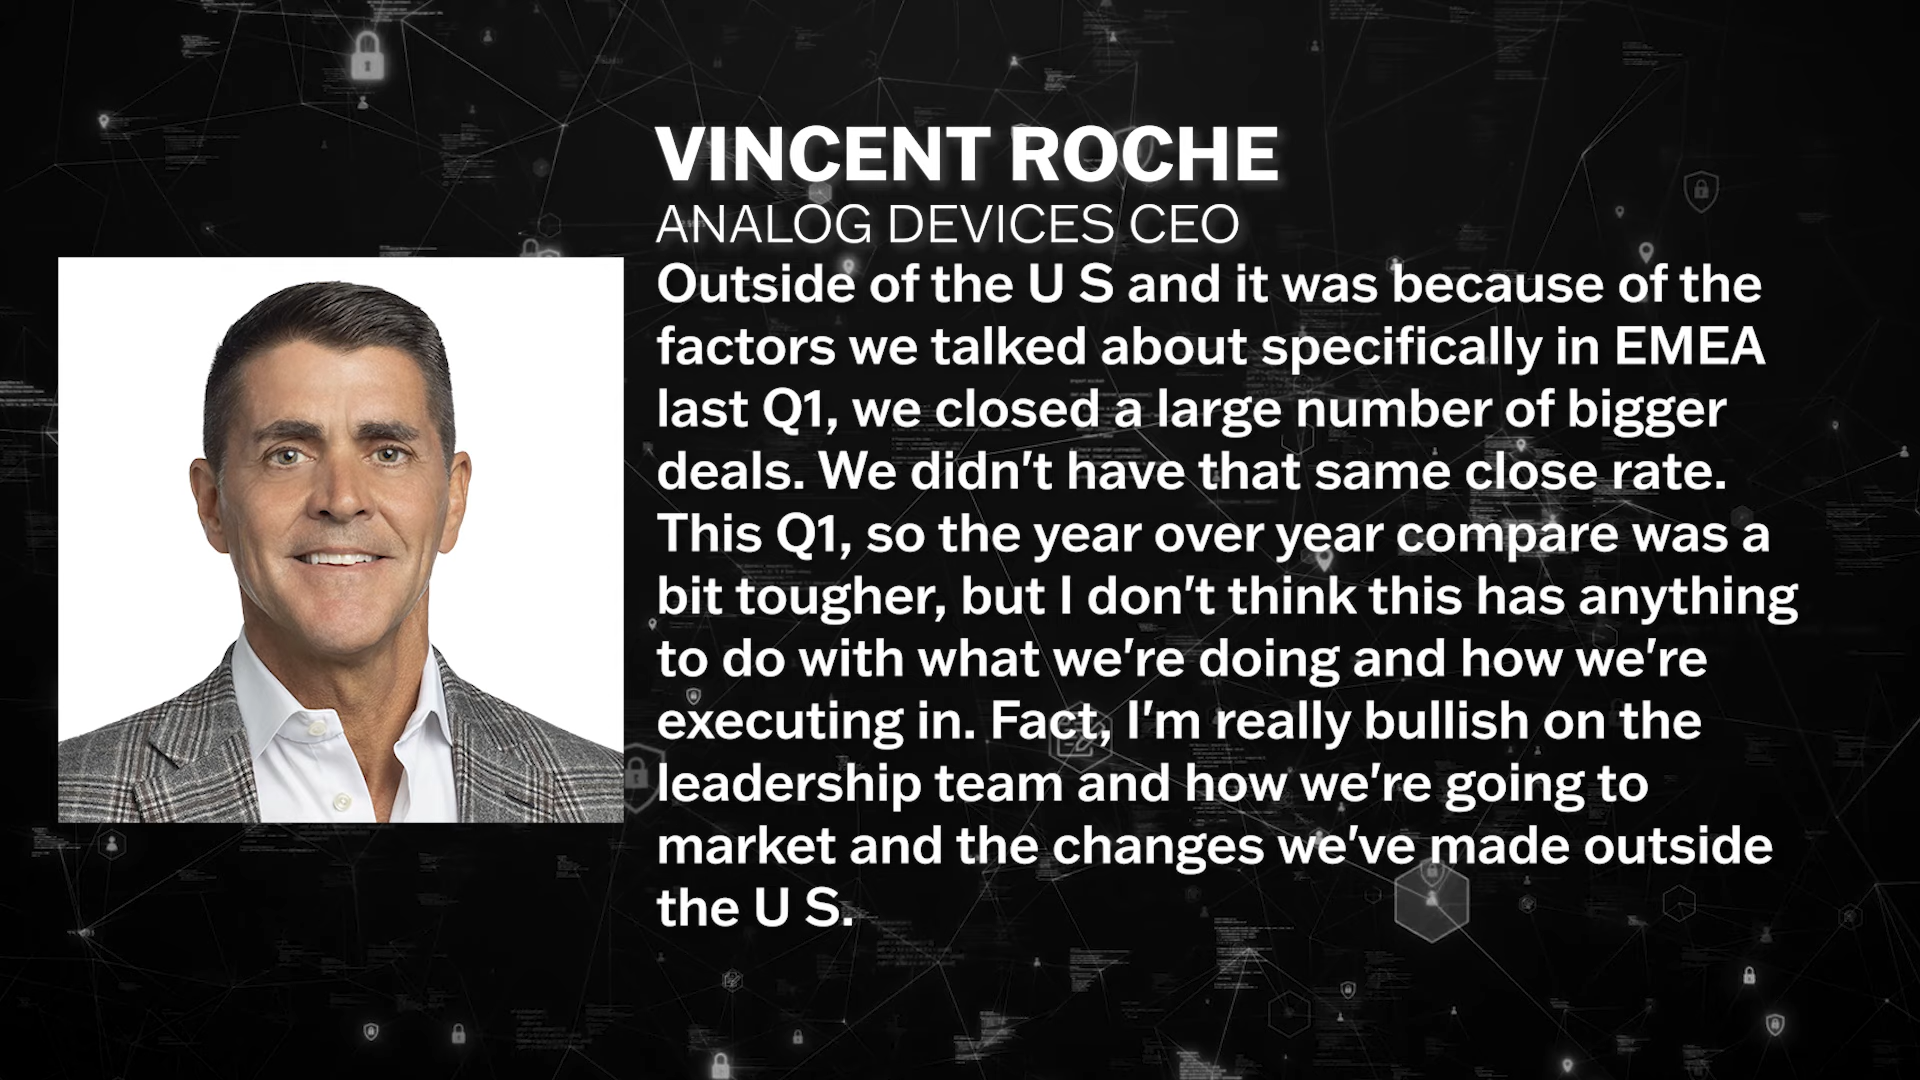 VINCENT ROCHE
ANALOG DEVICES CEO
Outside of the U S and it was because of the
factors we talked about specifically in EMEA
last Q1, we closed a large number of bigger
deals. We didn't have that same close rate.
This Q1, so the year over year compare was a
bit tougher, but I don't think this has anything
to do with what we're doing and how we're
executing in. Fact, I'm really bullish on the
leadership team and how we're going to
market and the changes we've made outside
the U S.